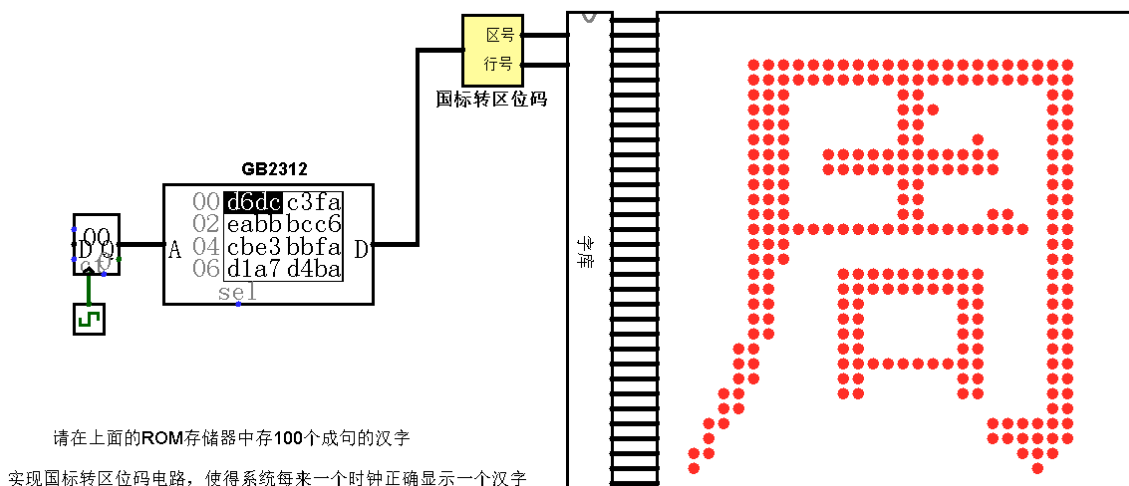 区号
行号
国标转区位码
GB2312
00 d6dc c3fa
02 eabb bcc6
04 cbe3 bbfa
06 d1a7 d4ba
A
D
sel
00
D Q
字库
周
请在上面的ROM存储器中存100个成句的汉字
实现国标转区位码电路，使得系统每来一个时钟正确显示一个汉字